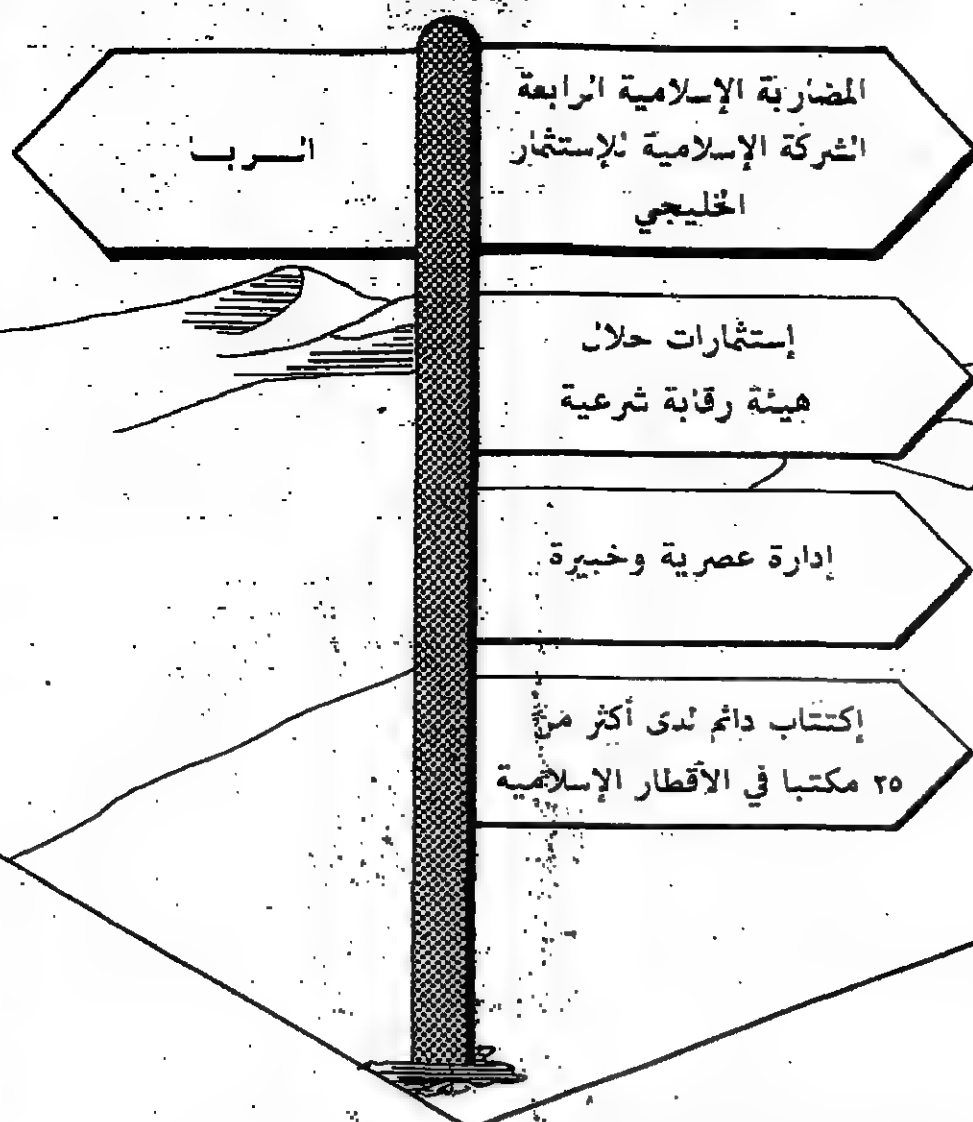 المضاربة الإسلامية الرابعة
الشركة الإسلامية للإستثمار
الخليجي
الربا
إستثمارات حلال
هيئة رقابة شرعية
إدارة عصرية وخبيرة
إكتتاب دائم لدى أكثر من
٢٥ مكتبا في الأقطار الإسلامية